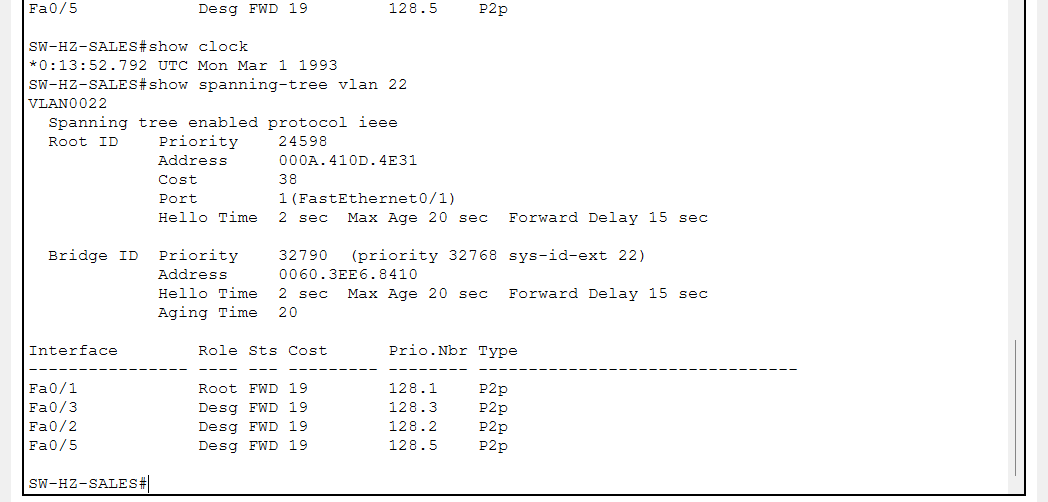 Fa0/5            Desg FWD 19        128.5    P2p
SW-HZ-SALES#show clock
*0:13:52.792 UTC Mon Mar 1 1993
SW-HZ-SALES#show spanning-tree vlan 22
VLAN0022
  Spanning tree enabled protocol ieee
  Root ID    Priority    24598
             Address     000A.410D.4E31
             Cost        38
             Port        1(FastEthernet0/1)
             Hello Time  2 sec  Max Age 20 sec  Forward Delay 15 sec
  Bridge ID  Priority    32790  (priority 32768 sys-id-ext 22)
             Address     0060.3EE6.8410
             Hello Time  2 sec  Max Age 20 sec  Forward Delay 15 sec
             Aging Time  20
Interface        Role Sts Cost      Prio.Nbr Type
---------------- ---- --- --------- -------- --------------------------------
Fa0/1            Root FWD 19        128.1    P2p
Fa0/3            Desg FWD 19        128.3    P2p
Fa0/2            Desg FWD 19        128.2    P2p
Fa0/5            Desg FWD 19        128.5    P2p
SW-HZ-SALES#